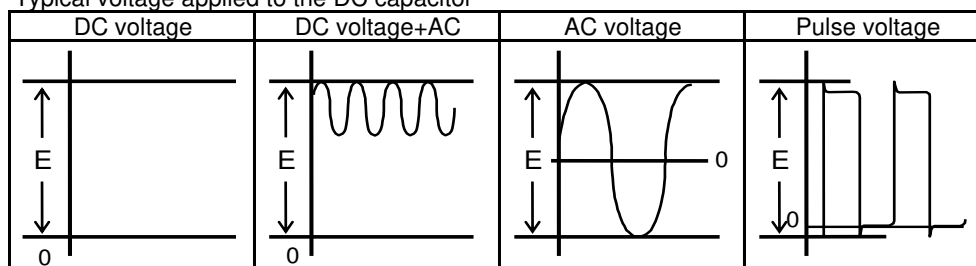 Typical voltage applied to the DC capacitor
DC voltage DC voltage+AC AC voltage Pulse voltage
E E E 0 E
0
0 0